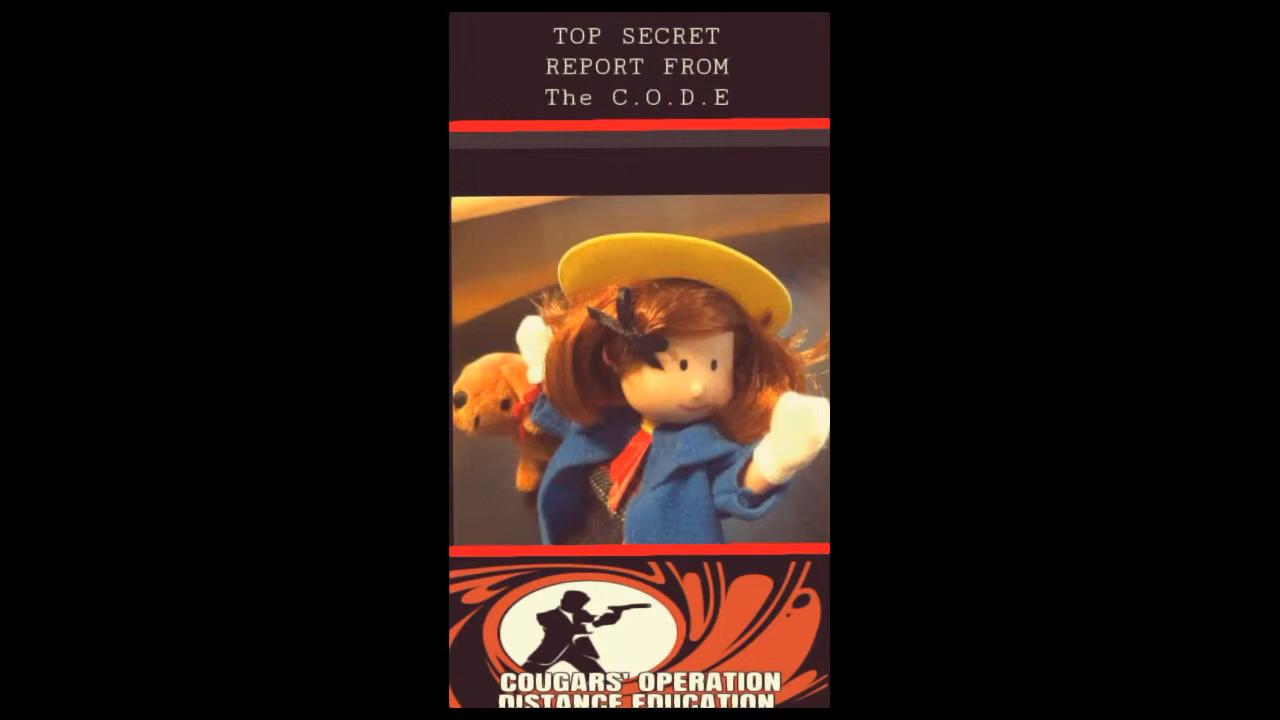 TOP SECRET
REPORT FROM
The C.O.D.E
COUGARS' OPERATION
DISTANCE EDUCATION